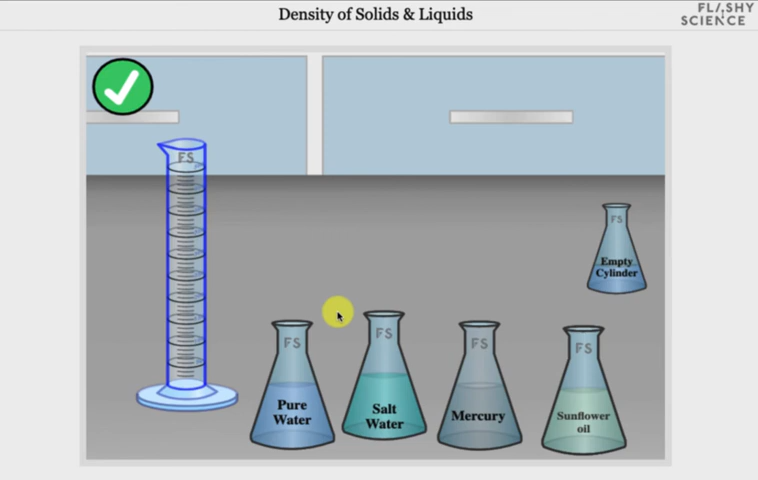 Density of Solids & Liquids
FLASHY
SCIENCE
FS
FS
Empty
Cylinder
FS
Pure
Water
FS
Salt
Water
FS
Mercury
FS
Sunflower
oil